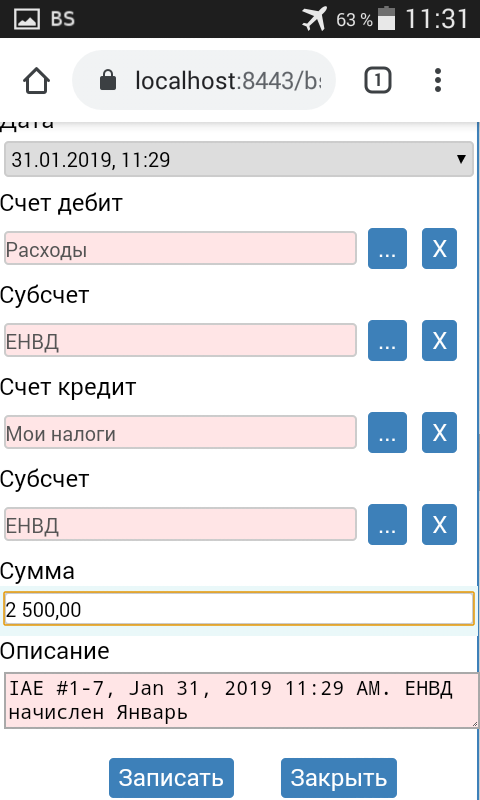 BS 63 % 11:31
localhost:8443/bs
1
Дата
31.01.2019, 11:29
Счет дебит
Расходы ... X
Субсчет
ЕНВД ... X
Счет кредит
Мои налоги ... X
Субсчет
ЕНВД ... X
Сумма
2 500,00
Описание
IAE #1-7, Jan 31, 2019 11:29 AM. ЕНВД
начислен Январь
Записать Закрыть